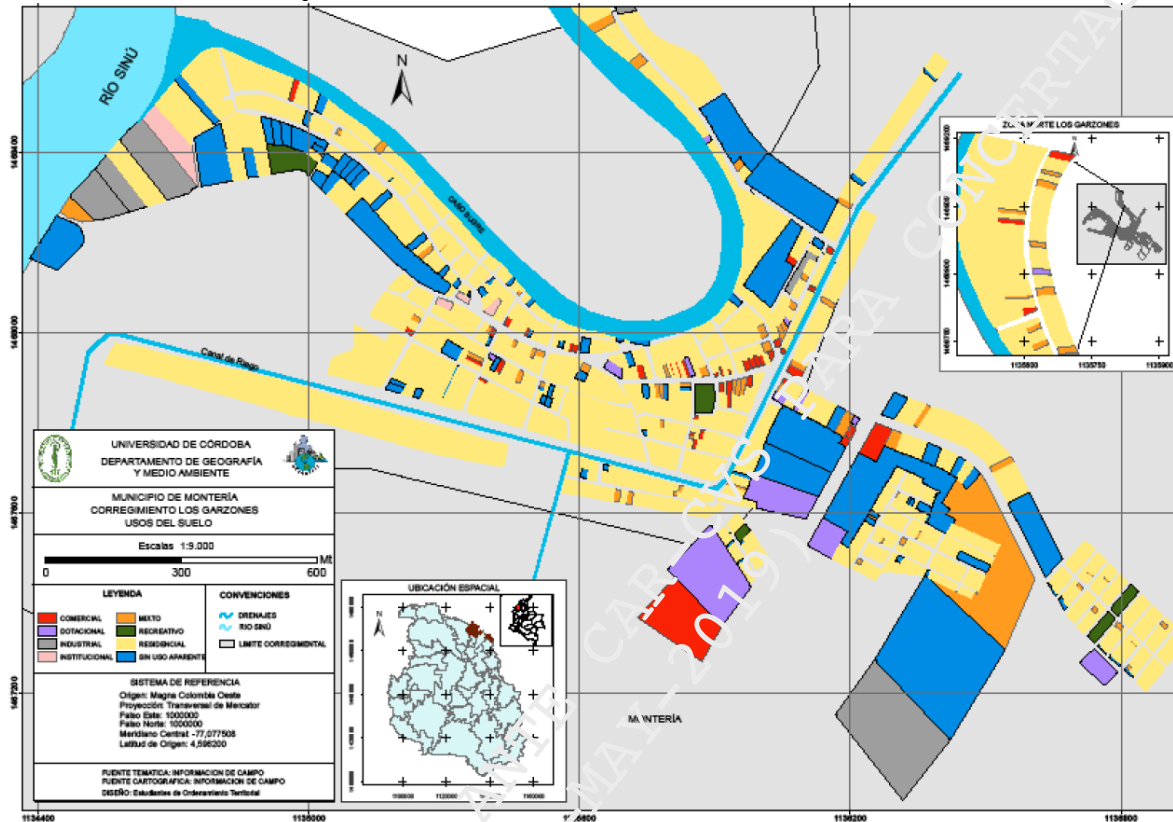 RÍO SINÚ
N
CAÑO BUGRE
Canal de Riego
ZONA NORTE LOS GARZONES
1135600
1135750
1135900
UNIVERSIDAD DE CÓRDOBA
DEPARTAMENTO DE GEOGRAFÍA
Y MEDIO AMBIENTE
MUNICIPIO DE MONTERÍA
CORREGIMIENTO LOS GARZONES
USOS DEL SUELO
Escalas 1:9.000
Mt
0
300
600
LEYENDA
COMERCIAL
DOTACIONAL
INDUSTRIAL
INSTITUCIONAL
MIXTO
RECREATIVO
RESIDENCIAL
SIN USO APARENTE
CONVENCIONES
DRENAJES
RIO SINÚ
LIMITE CORREGIMENTAL
SISTEMA DE REFERENCIA
Origen: Magna Colombia Oeste
Proyección: Transversal de Mercator
Falso Este: 1000000
Falso Norte: 1000000
Meridiano Central: -77,077508
Latitud de Origen: 4,596200
FUENTE TEMATICA: INFORMACION DE CAMPO
FUENTE CARTOGRAFICA: INFORMACION DE CAMPO
DISEÑO: Estudiantes de Ordenamiento Territorial
UBICACIÓN ESPACIAL
N
MONTERÍA
1134400
1135000
1135600
1136200
1136800
ANTE CAR_CVS PARA CONCERTAC
MAY-2019)